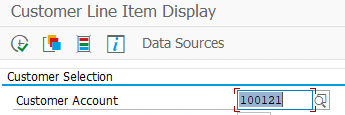 Customer Line Item Display
Data Sources
Customer Selection
Customer Account 100121